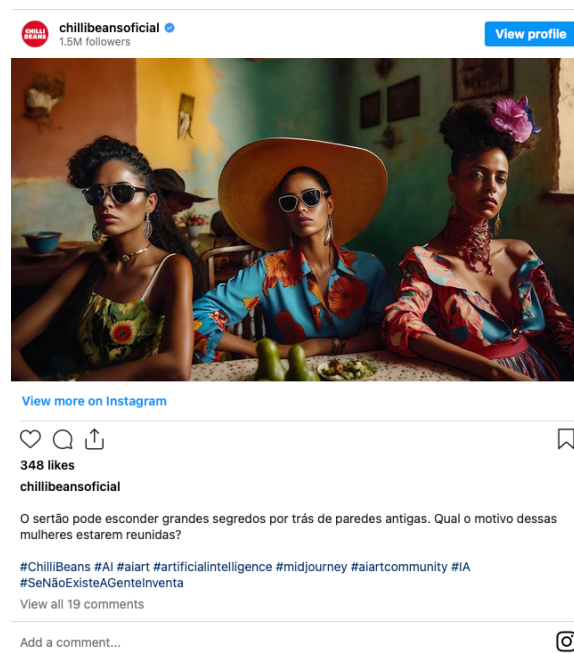 CHILLI
BEANS
chillibeansoficial
1.5M followers
View profile
View more on Instagram
348 likes
chillibeansoficial
O sertão pode esconder grandes segredos por trás de paredes antigas. Qual o motivo dessas
mulheres estarem reunidas?
#ChilliBeans #AI #aiart #artificialintelligence #midjourney #aiartcommunity #IA
#SeNãoExisteAGenteInventa
View all 19 comments
Add a comment...